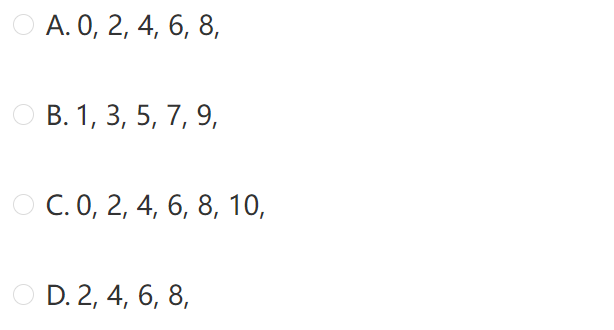 A. 0, 2, 4, 6, 8,
B. 1, 3, 5, 7, 9,
C. 0, 2, 4, 6, 8, 10,
D. 2, 4, 6, 8,